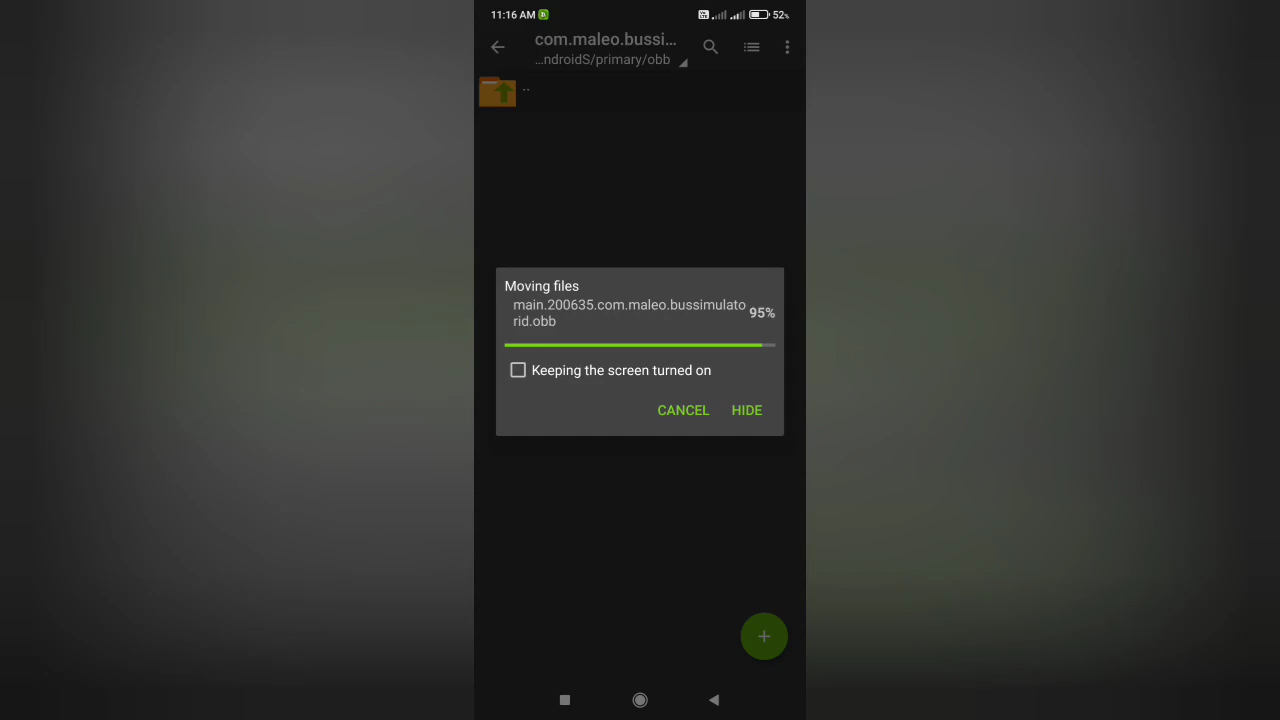 11:16 AM
52%
com.maleo.bussi...
...ndroidS/primary/obb
..
Moving files
main.200635.com.maleo.bussimulato
rid.obb
95%
Keeping the screen turned on
CANCEL HIDE